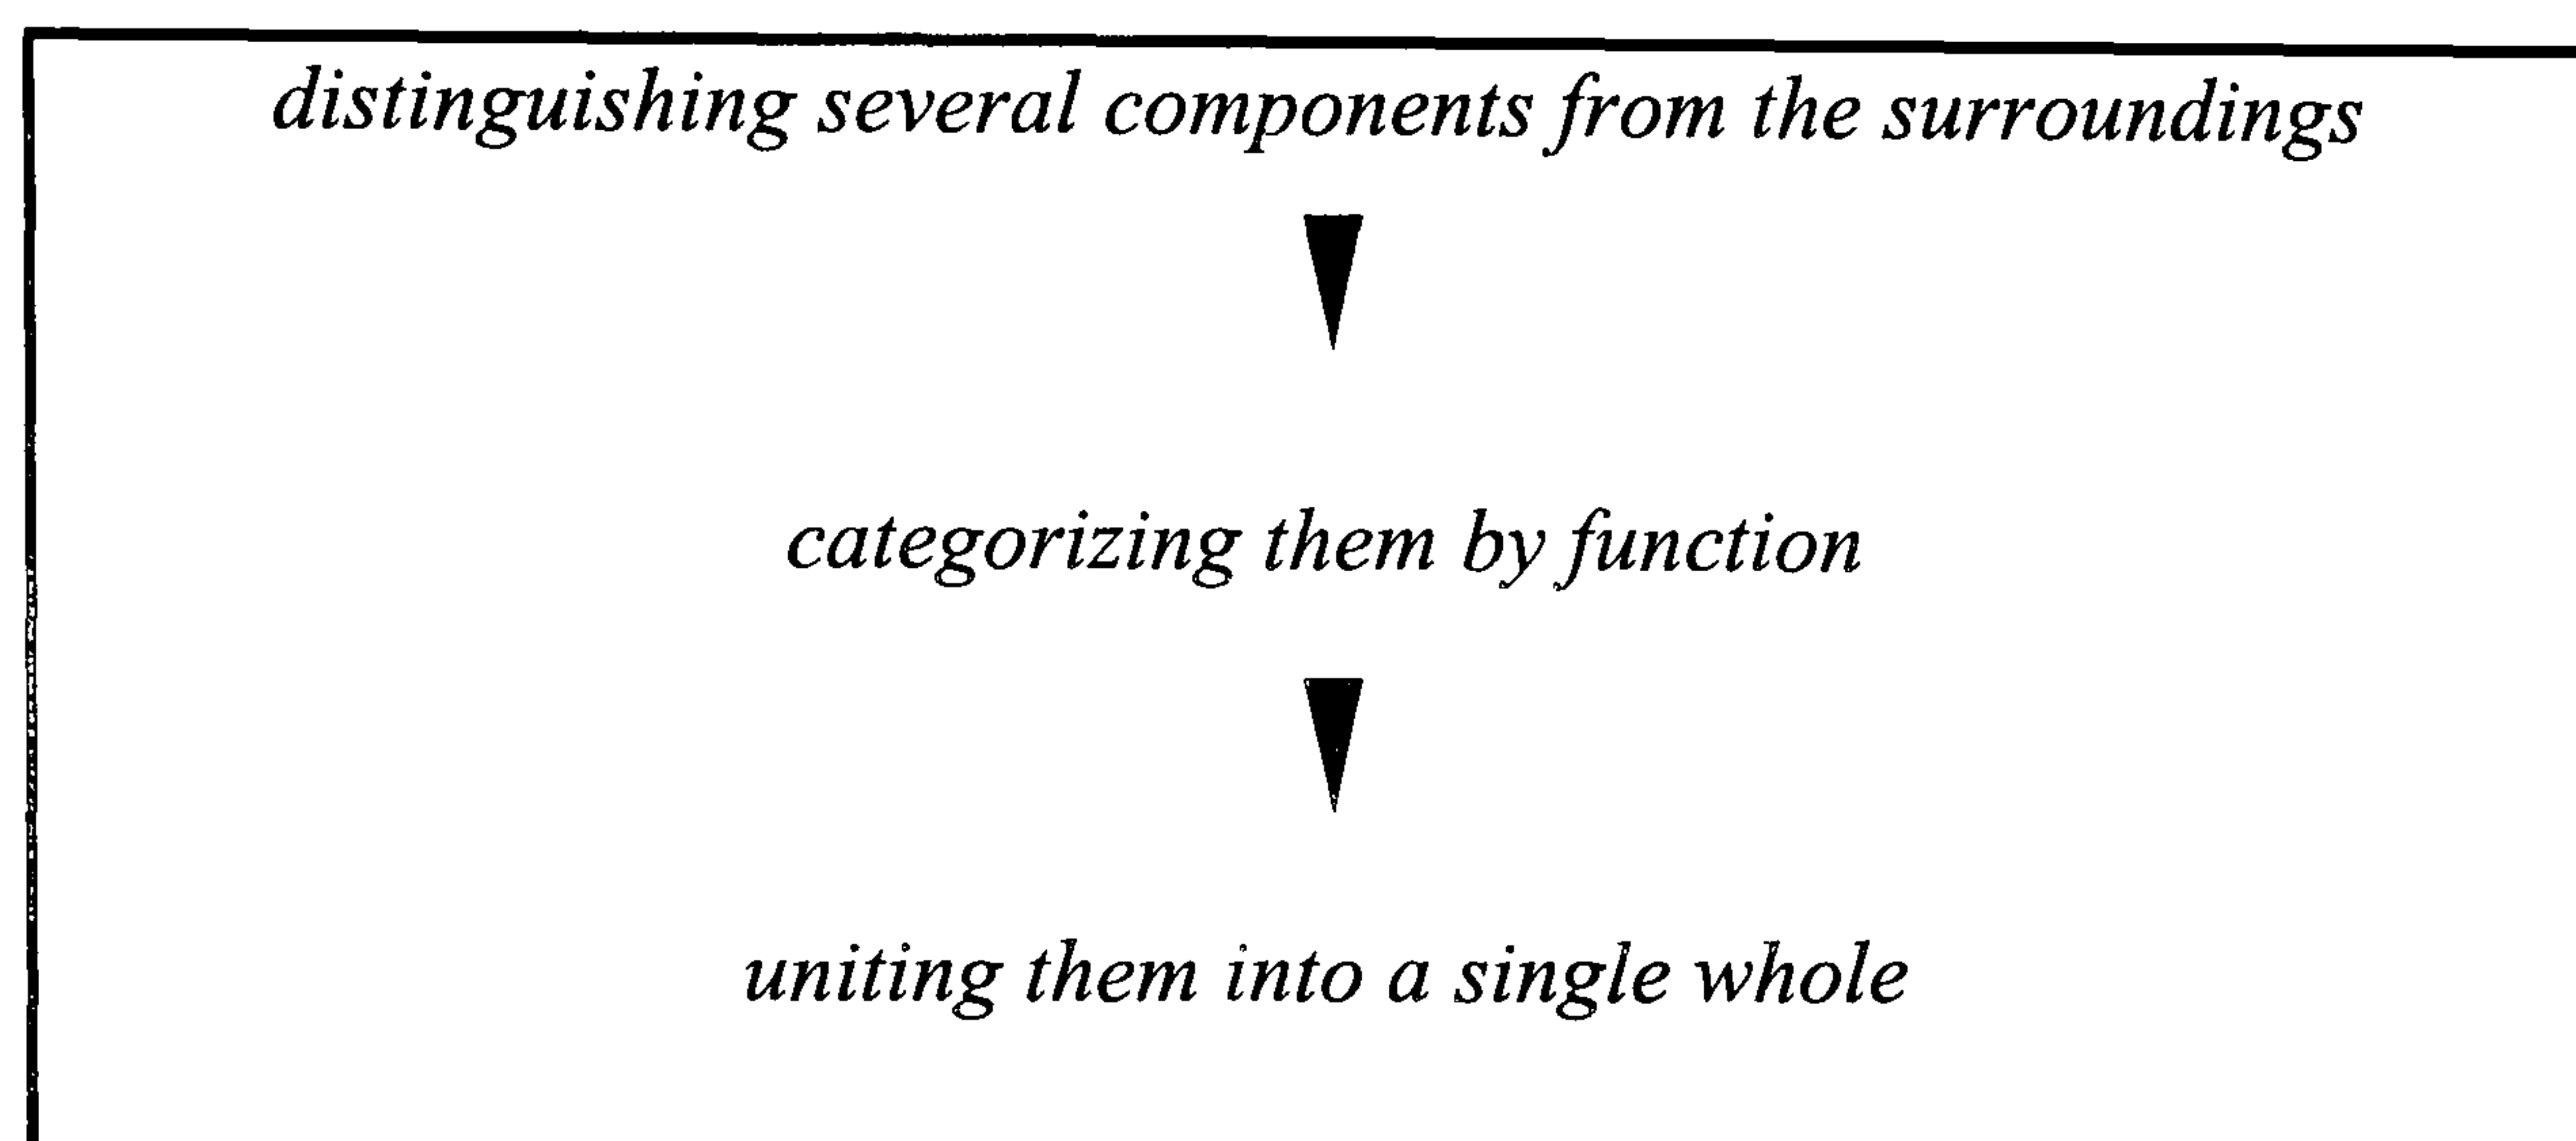 distinguishing several components from the surroundings
categorizing them by function
uniting them into a single whole